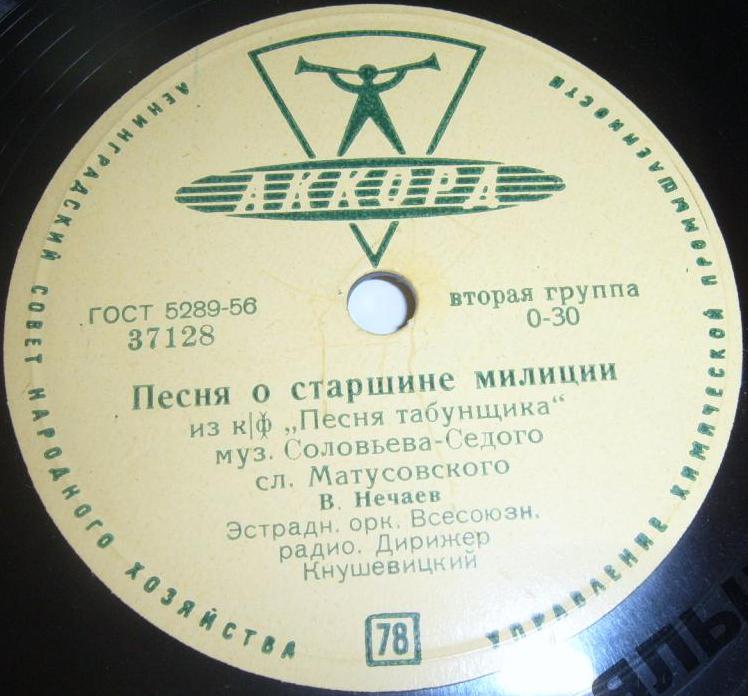 АККОРД
ЛЕНИНГРАДСКИЙ СОВЕТ НАРОДНОГО ХОЗЯЙСТВА
УПРАВЛЕНИЕ ХИМИЧЕСКОЙ ПРОМЫШЛЕННОСТИ
ГОСТ 5289-56
37128
вторая группа
0-30
Песня о старшине милиции
из к/ф „Песня табунщика“
муз. Соловьева-Седого
сл. Матусовского
В. Нечаев
Эстрадн. орк. Всесоюзн.
радио. Дирижер
Кнушевицкий
78